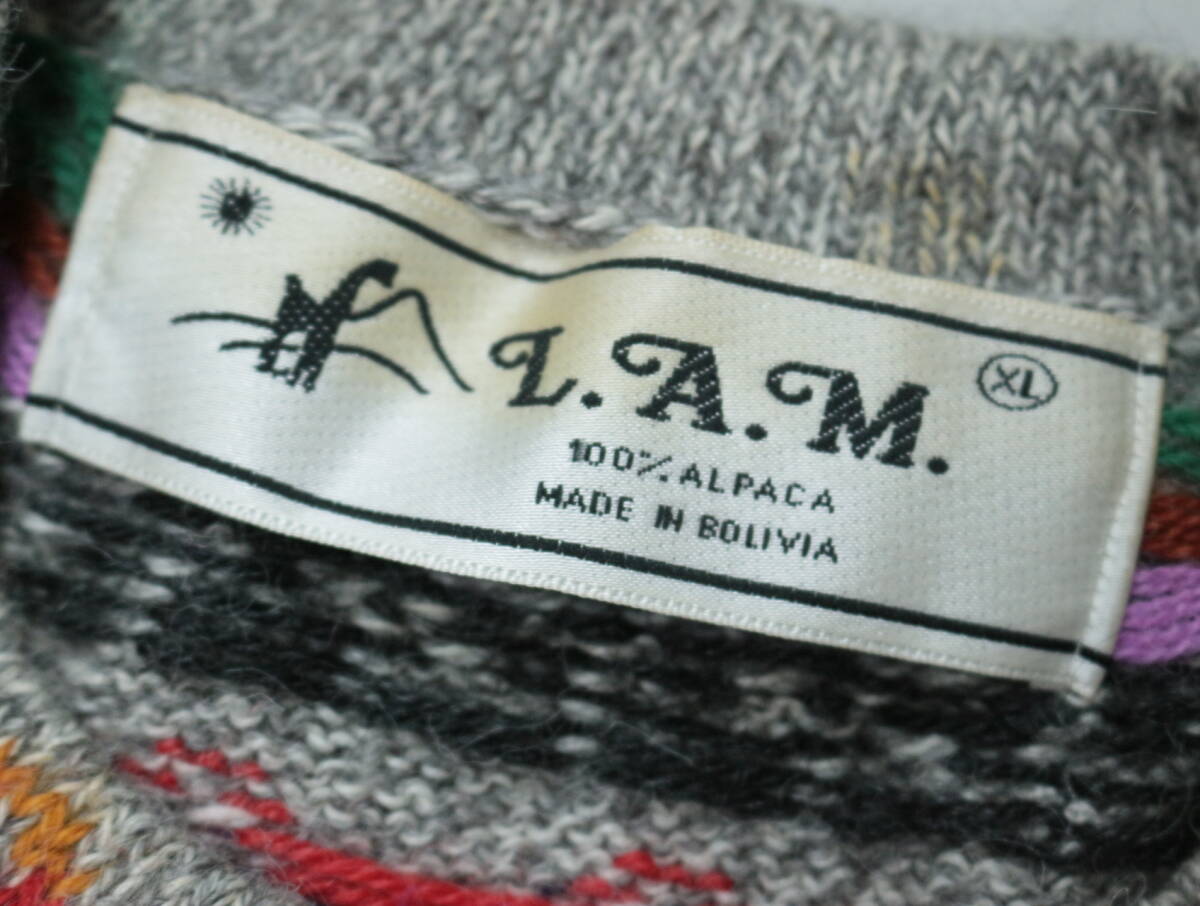 L.A.M.
XL
100% ALPACA
MADE IN BOLIVIA